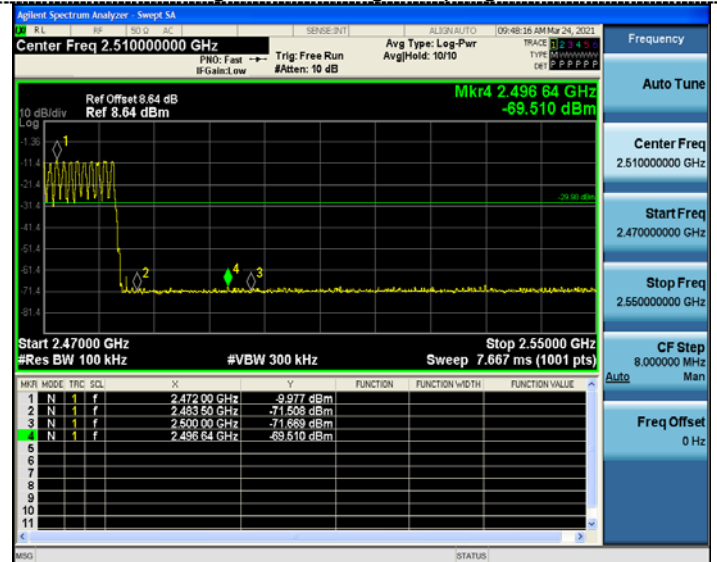 Agilent Spectrum Analyzer - Swept SA
RL RF 50 Ω AC SENSE:INT ALIGN AUTO 09:48:16 AM Mar 24, 2021
Center Freq 2.510000000 GHz
PNO: Fast
IFGain:Low
Trig: Free Run
#Atten: 10 dB
Avg Type: Log-Pwr
Avg|Hold: 10/10
TRACE 1 2 3 4 5 6
TYPE MWWWWW
DET P P P P P P
Frequency
Auto Tune
Center Freq
2.510000000 GHz
Start Freq
2.470000000 GHz
Stop Freq
2.550000000 GHz
CF Step
8.000000 MHz
Auto Man
Freq Offset
0 Hz
Mkr4 2.496 64 GHz
-69.510 dBm
Ref Offset 8.64 dB
10 dB/div Ref 8.64 dBm
Log
-1.36
-11.4
-21.4
-31.4
-41.4
-51.4
-61.4
-71.4
-81.4
1
2
4
3
-29.98 dBm
Start 2.47000 GHz Stop 2.55000 GHz
#Res BW 100 kHz #VBW 300 kHz Sweep 7.667 ms (1001 pts)
MKR MODE TRC SCL X Y FUNCTION FUNCTION WIDTH FUNCTION VALUE
1 N 1 f 2.472 00 GHz -9.977 dBm
2 N 1 f 2.483 50 GHz -71.508 dBm
3 N 1 f 2.500 00 GHz -71.669 dBm
4 N 1 f 2.496 64 GHz -69.510 dBm
5
6
7
8
9
10
11
MSG STATUS